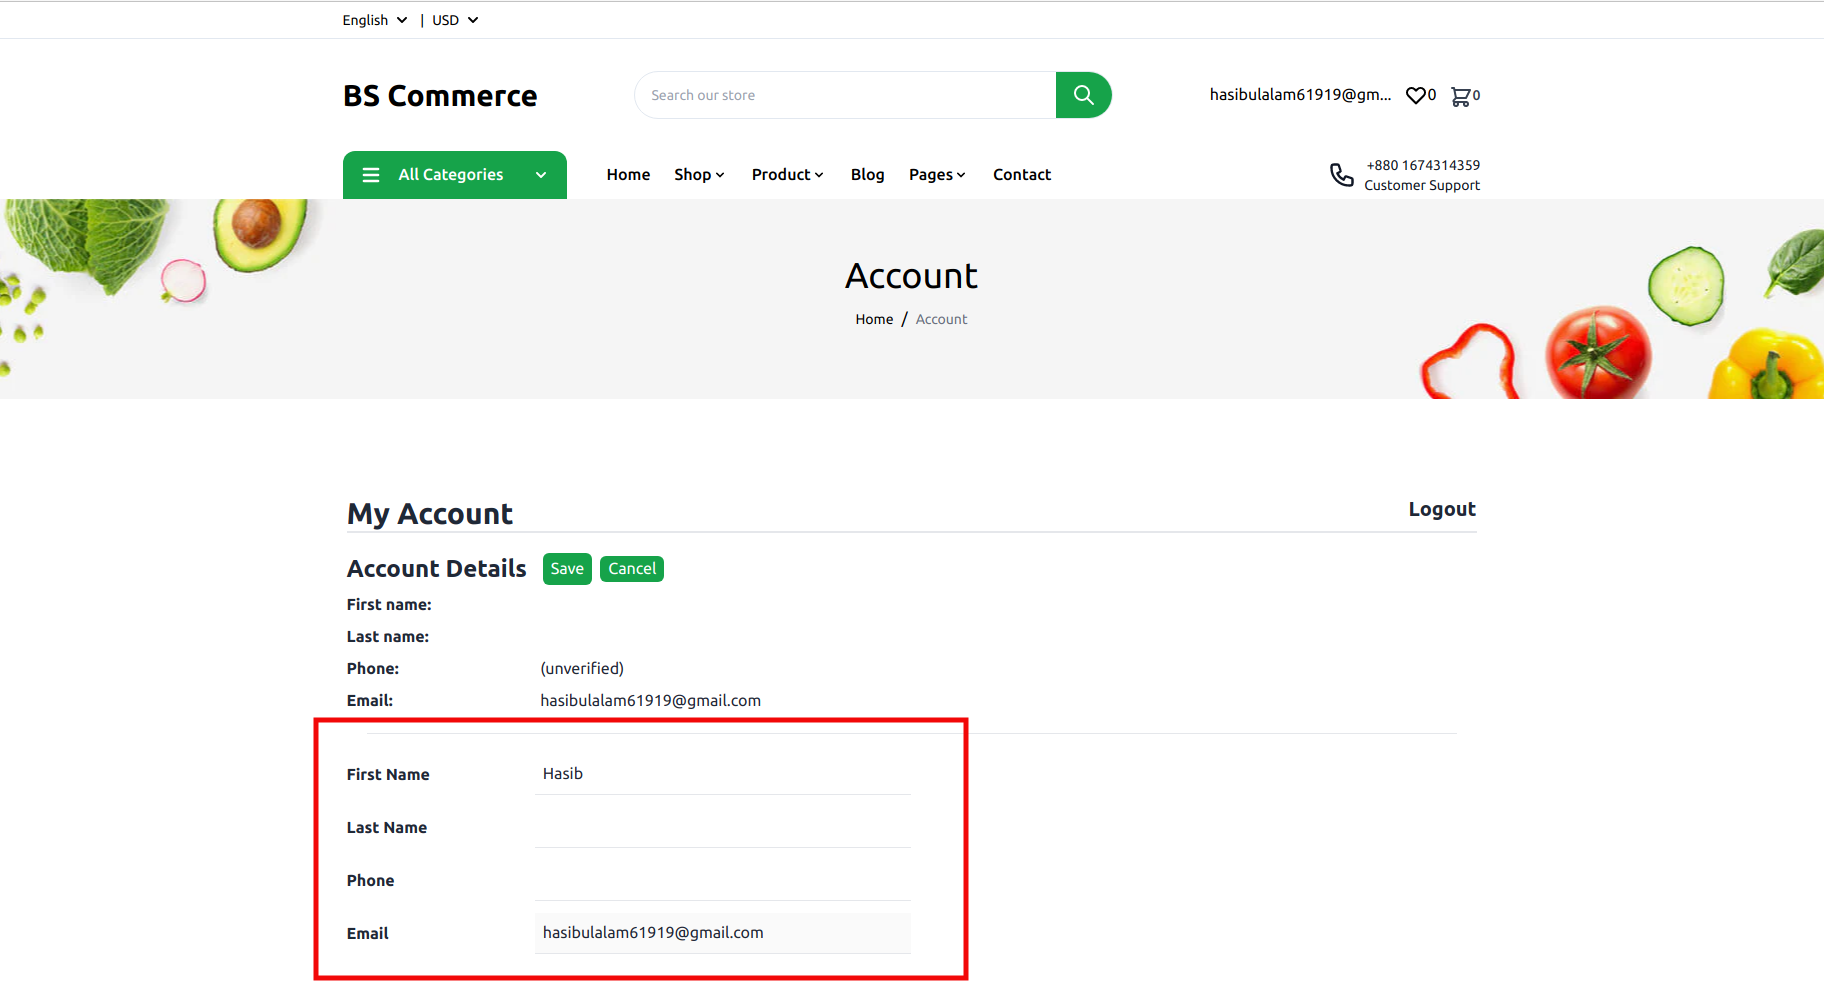 English | USD
BS Commerce
Search our store
hasibulalam61919@gm... 0 0
All Categories
Home Shop Product Blog Pages Contact
+880 1674314359
Customer Support
Account
Home / Account
My Account
Logout
Account Details Save Cancel
First name:
Last name:
Phone: (unverified)
Email: hasibulalam61919@gmail.com
First Name Hasib
Last Name
Phone
Email hasibulalam61919@gmail.com